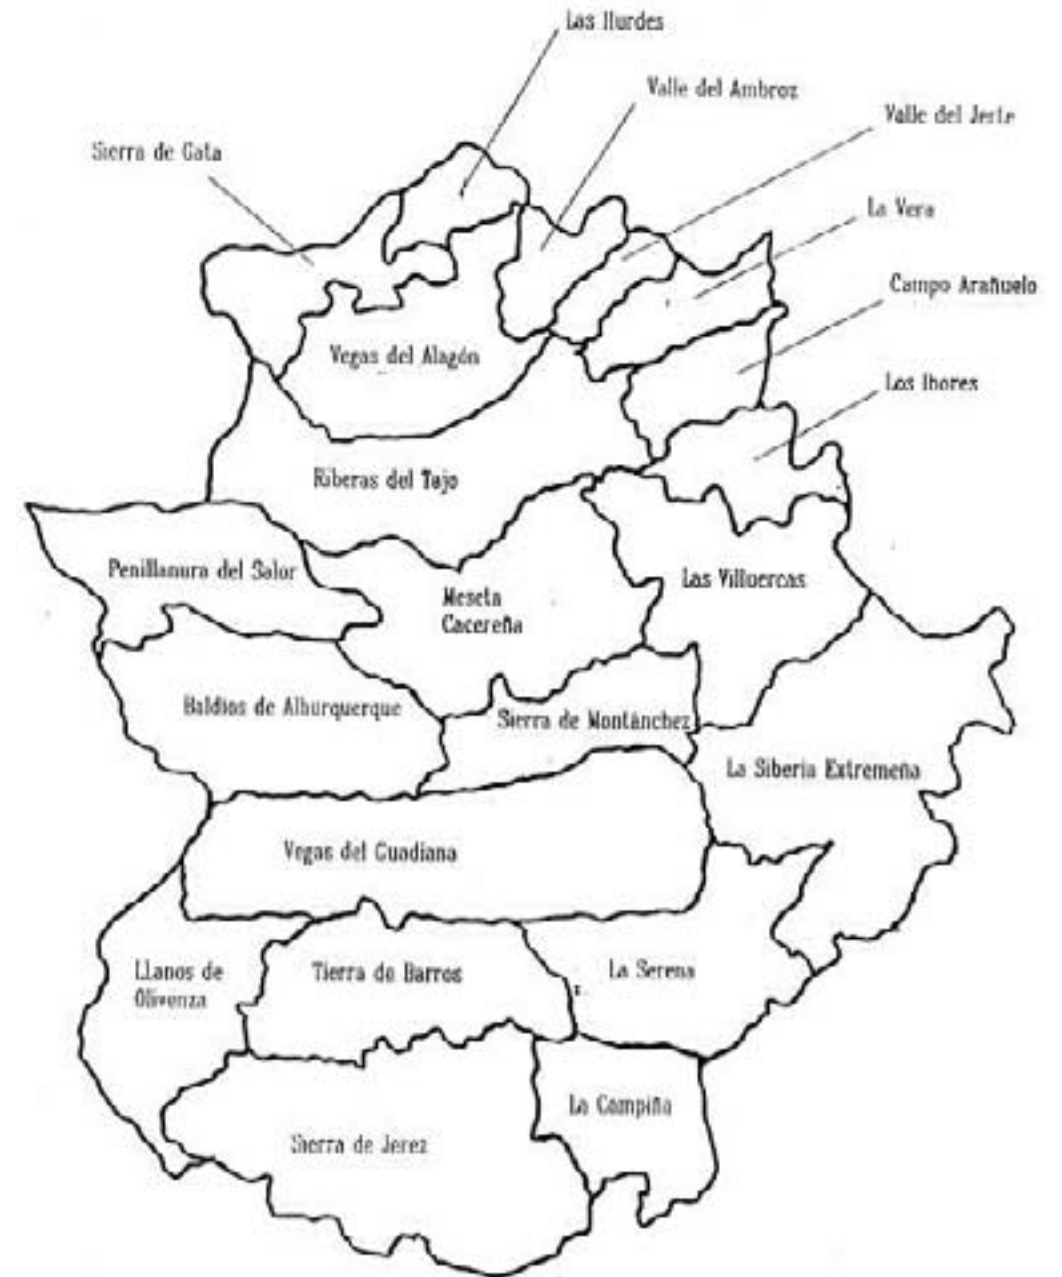 Las Hurdes
Valle del Ambroz
Valle del Jerte
Sierra de Gata
La Vera
Campo Arañuelo
Vegas del Alagón
Los Ibores
Riberas del Tajo
Penillanura del Salor
Las Villuercas
Meseta
Cacereña
Baldios de Alburquerque
Sierra de Montánchez
La Siberia Extremeña
Vegas del Guadiana
Llanos de
Olivenza
Tierra de Barros
La Serena
La Campiña
Sierra de Jerez